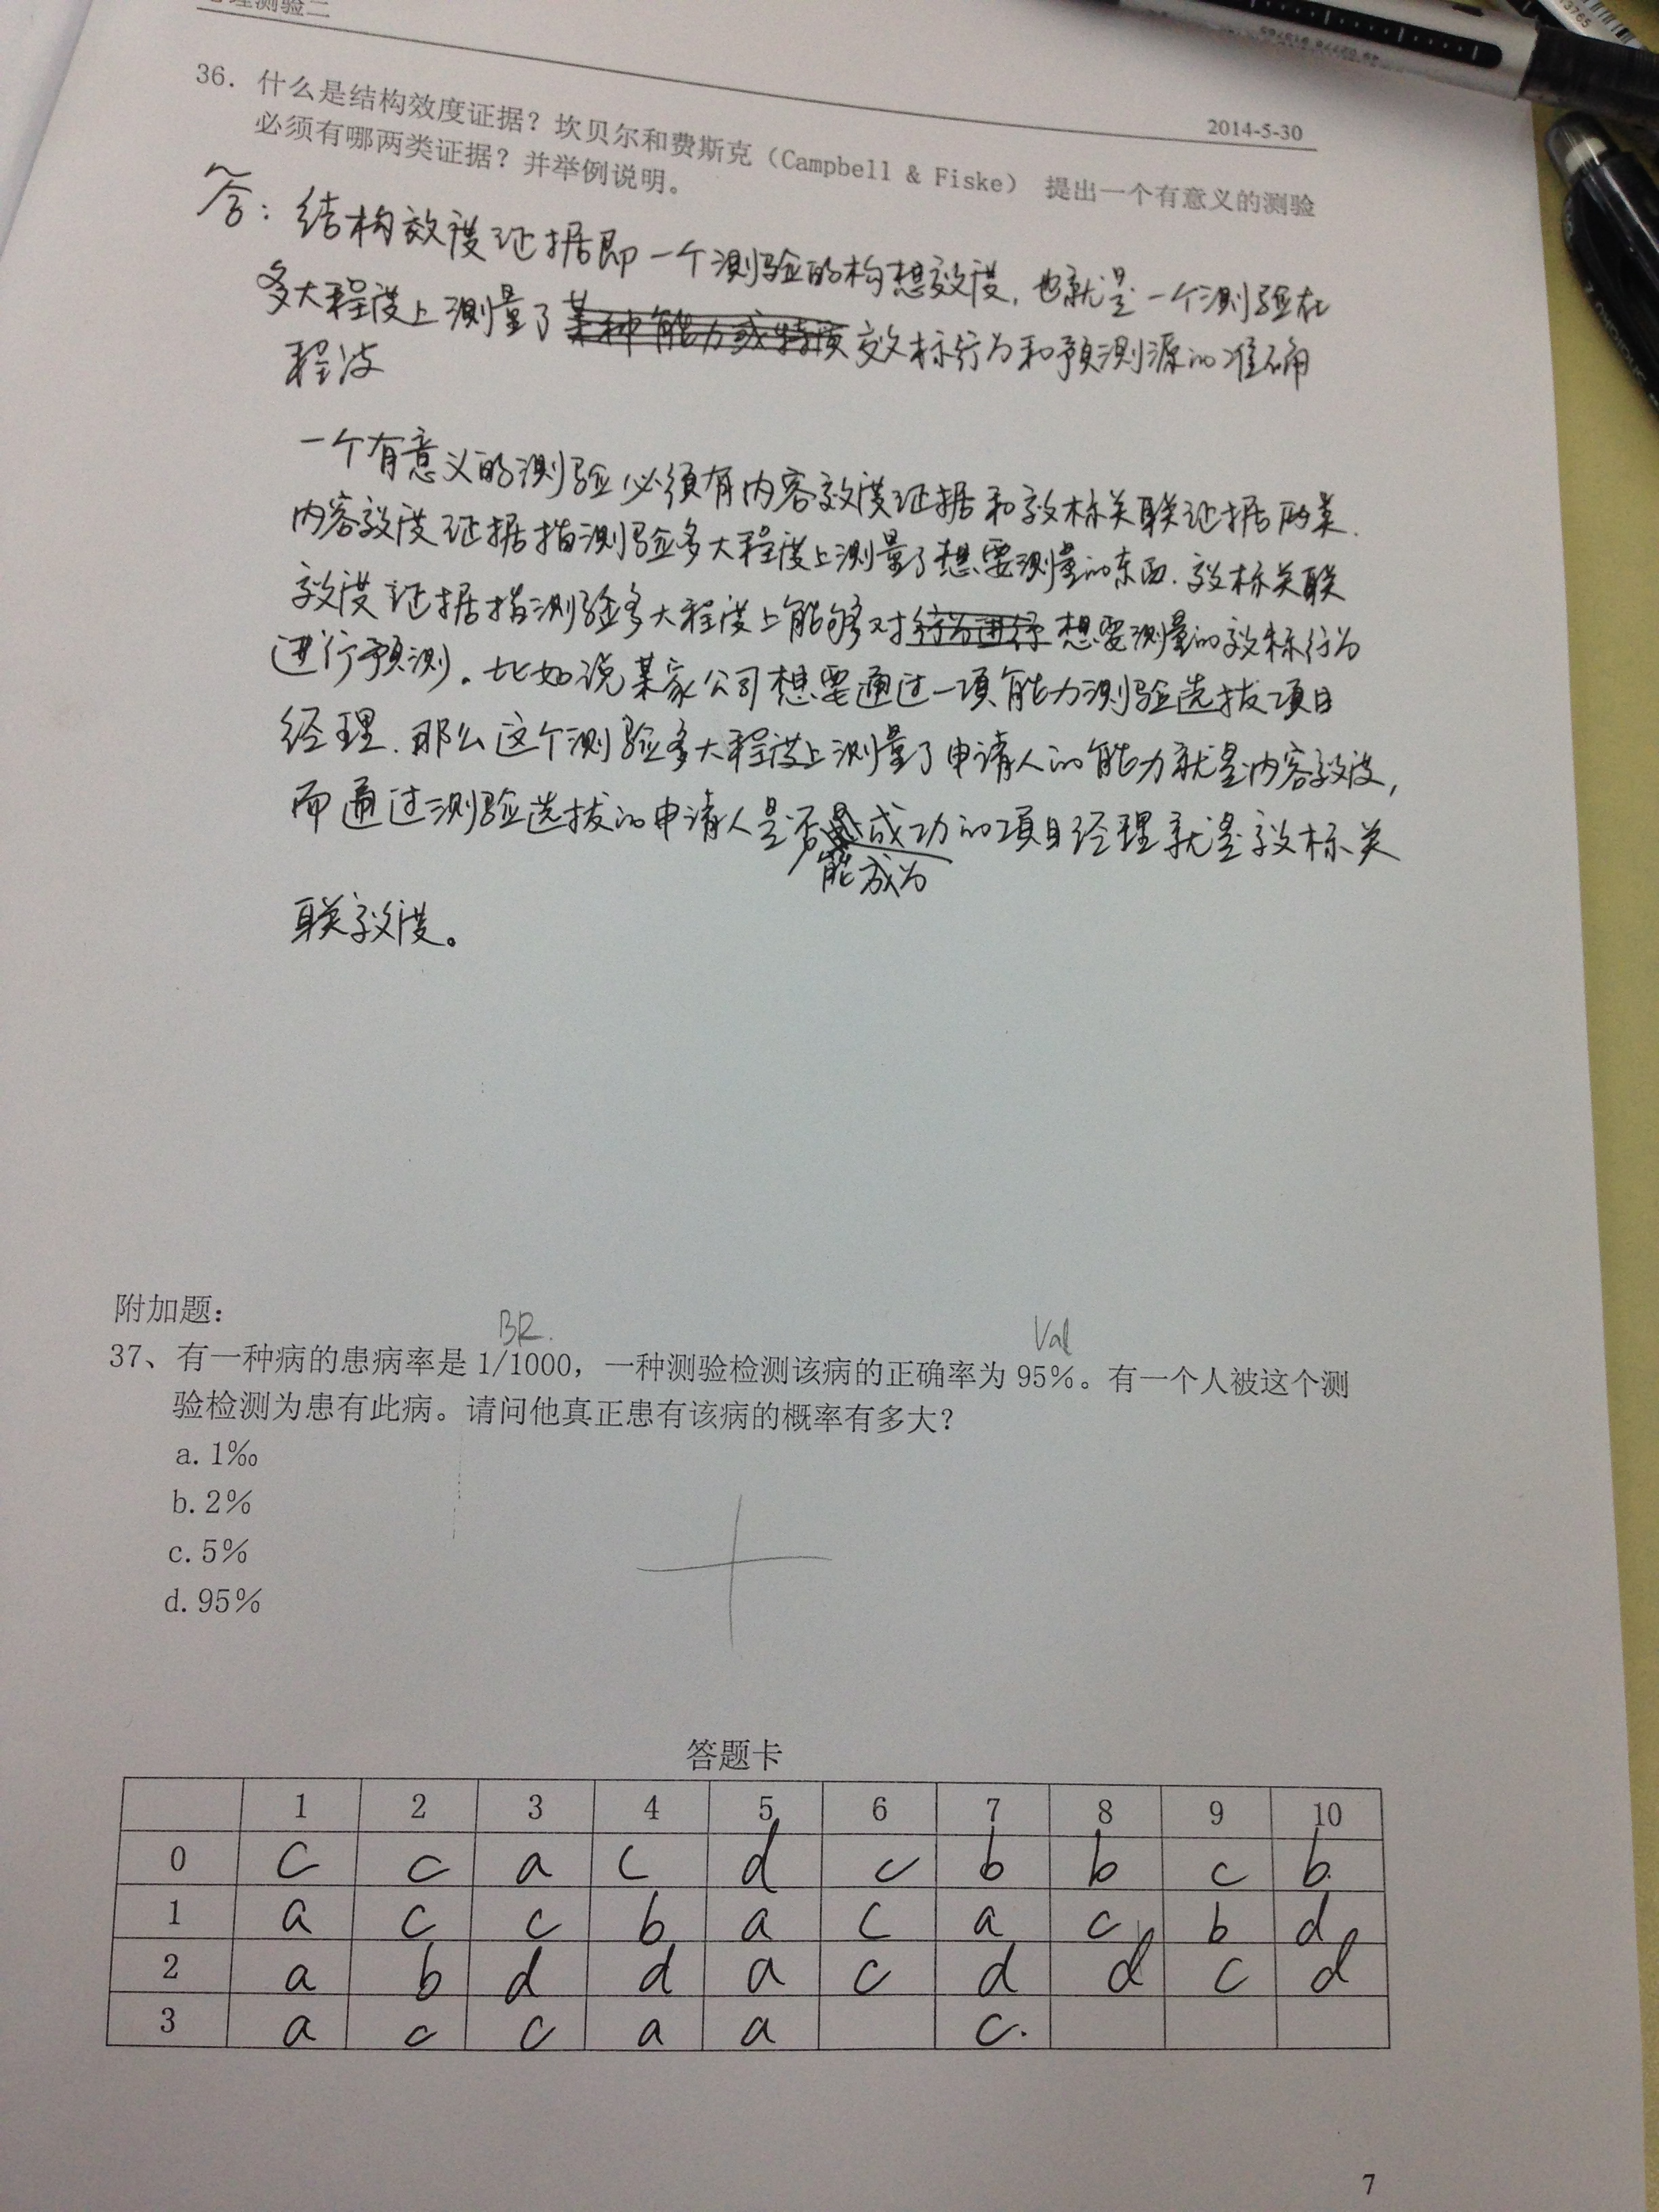 心理测验二
2014-5-30
36. 什么是结构效度证据？坎贝尔和费斯克（Campbell & Fiske） 提出一个有意义的测验
必须有哪两类证据？并举例说明。
答：结构效度证据即一个测验的构想效度，也就是一个测验在
多大程度上测量了某种能力或特质效标行为和预测源的准确
程度
一个有意义的测验必须有内容效度证据和效标关联证据两类.
内容效度证据指测验多大程度上测量了想要测量的东西.效标关联
效度证据指测验多大程度上能够对行为进行想要测量的效标行为
进行预测。比如说某家公司想要通过一项能力测验选拔项目
经理.那么这个测验多大程度上测量了申请人的能力就是内容效度，
而通过测验选拔的申请人是否成功的项目经理就是效标关
能成为
联效度。
附加题：
BR.
Val
37、有一种病的患病率是 1/1000，一种测验检测该病的正确率为 95%。有一个人被这个测
验检测为患有此病。请问他真正患有该病的概率有多大？
a. 1‰
b. 2%
c. 5%
d. 95%
答题卡
1 2 3 4 5 6 7 8 9 10
0 c c a c d c b b c b.
1 a c c b a c a c b d
2 a b d d a c d d c d
3 a c c a a c.
7